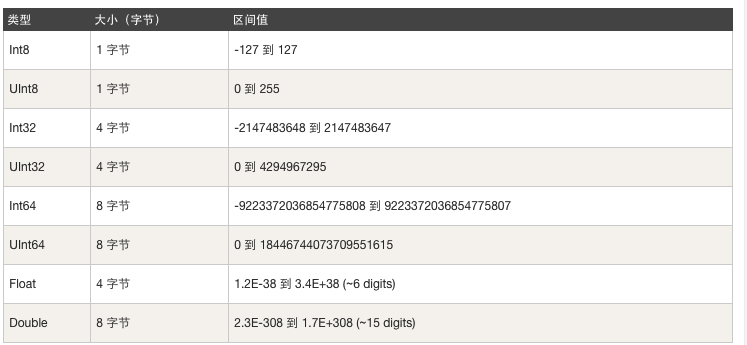 类型 大小（字节） 区间值
Int8 1 字节 -127 到 127
UInt8 1 字节 0 到 255
Int32 4 字节 -2147483648 到 2147483647
UInt32 4 字节 0 到 4294967295
Int64 8 字节 -9223372036854775808 到 9223372036854775807
UInt64 8 字节 0 到 18446744073709551615
Float 4 字节 1.2E-38 到 3.4E+38 (~6 digits)
Double 8 字节 2.3E-308 到 1.7E+308 (~15 digits)